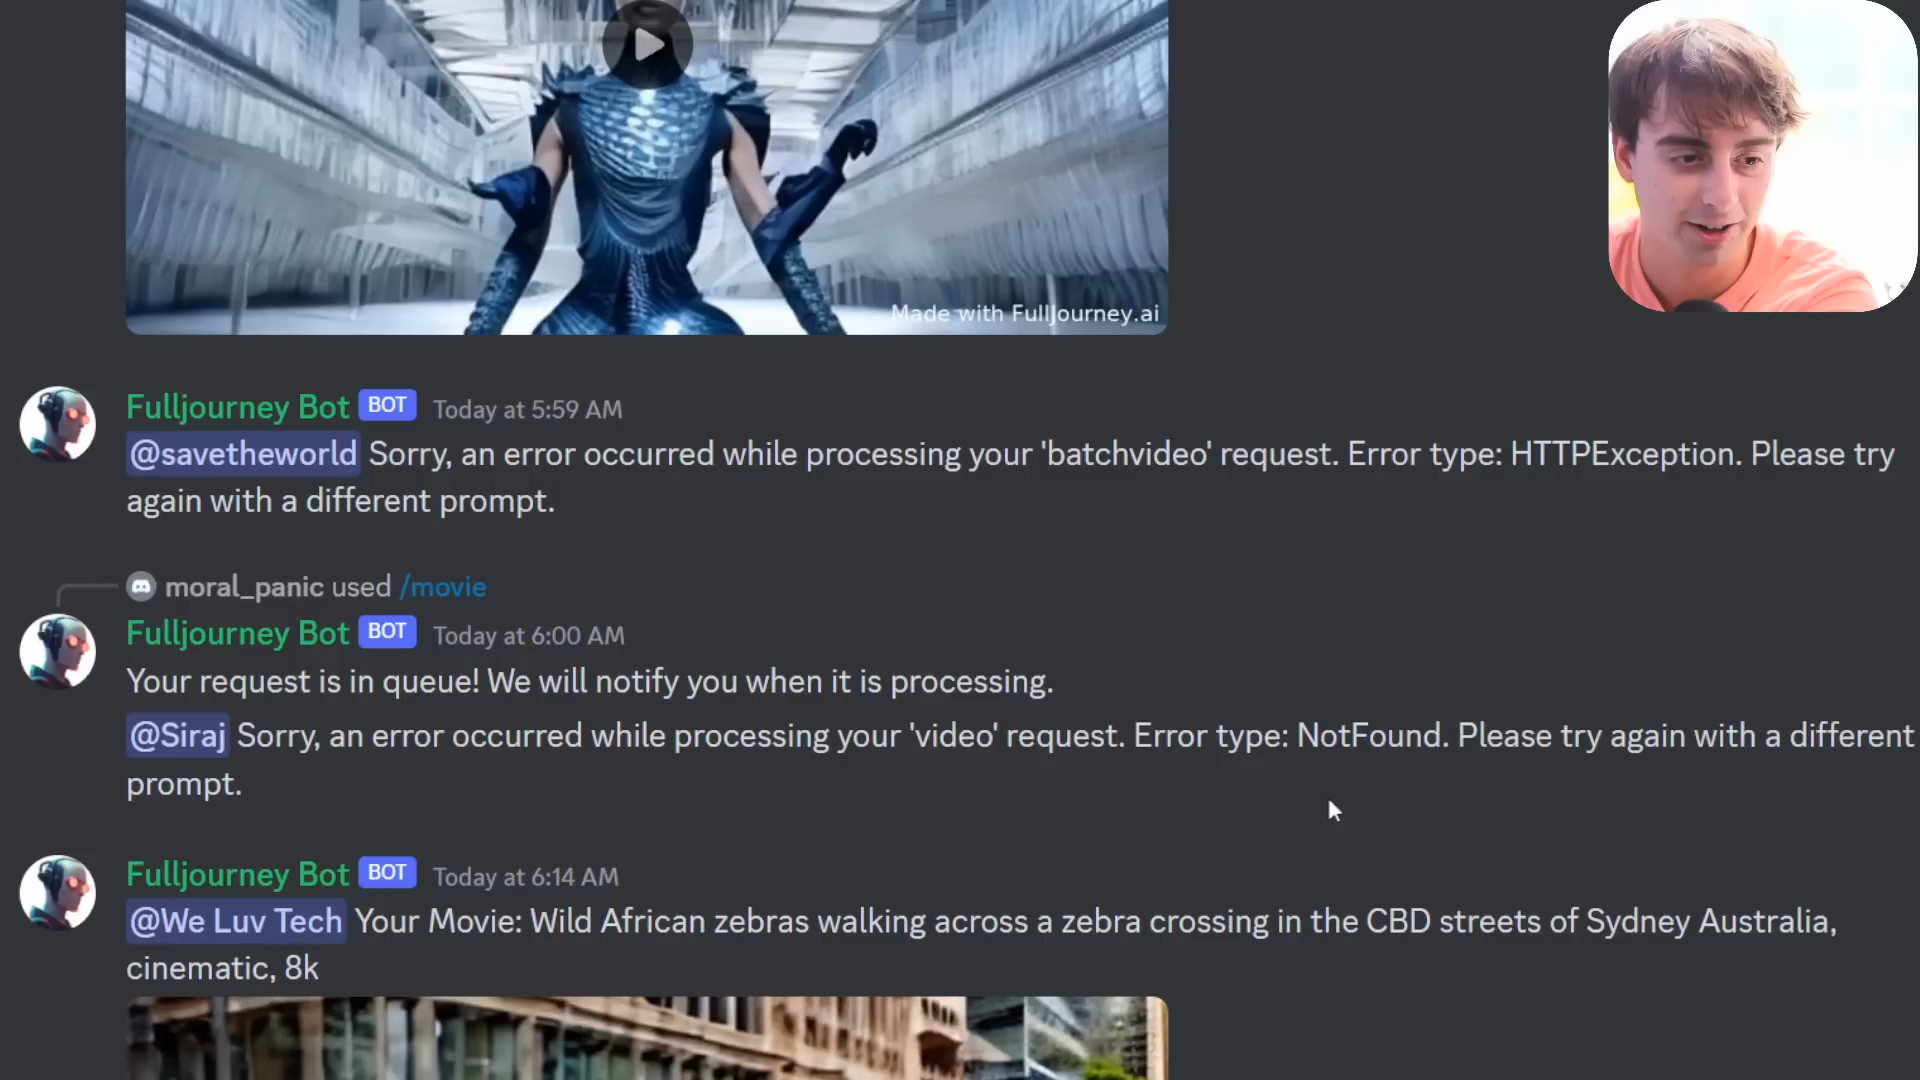 Made with FullJourney.ai
Fulljourney Bot BOT Today at 5:59 AM
@savetheworld Sorry, an error occurred while processing your 'batchvideo' request. Error type: HTTPException. Please try
again with a different prompt.
moral_panic used /movie
Fulljourney Bot BOT Today at 6:00 AM
Your request is in queue! We will notify you when it is processing.
@Siraj Sorry, an error occurred while processing your 'video' request. Error type: NotFound. Please try again with a different
prompt.
Fulljourney Bot BOT Today at 6:14 AM
@We Luv Tech Your Movie: Wild African zebras walking across a zebra crossing in the CBD streets of Sydney Australia,
cinematic, 8k